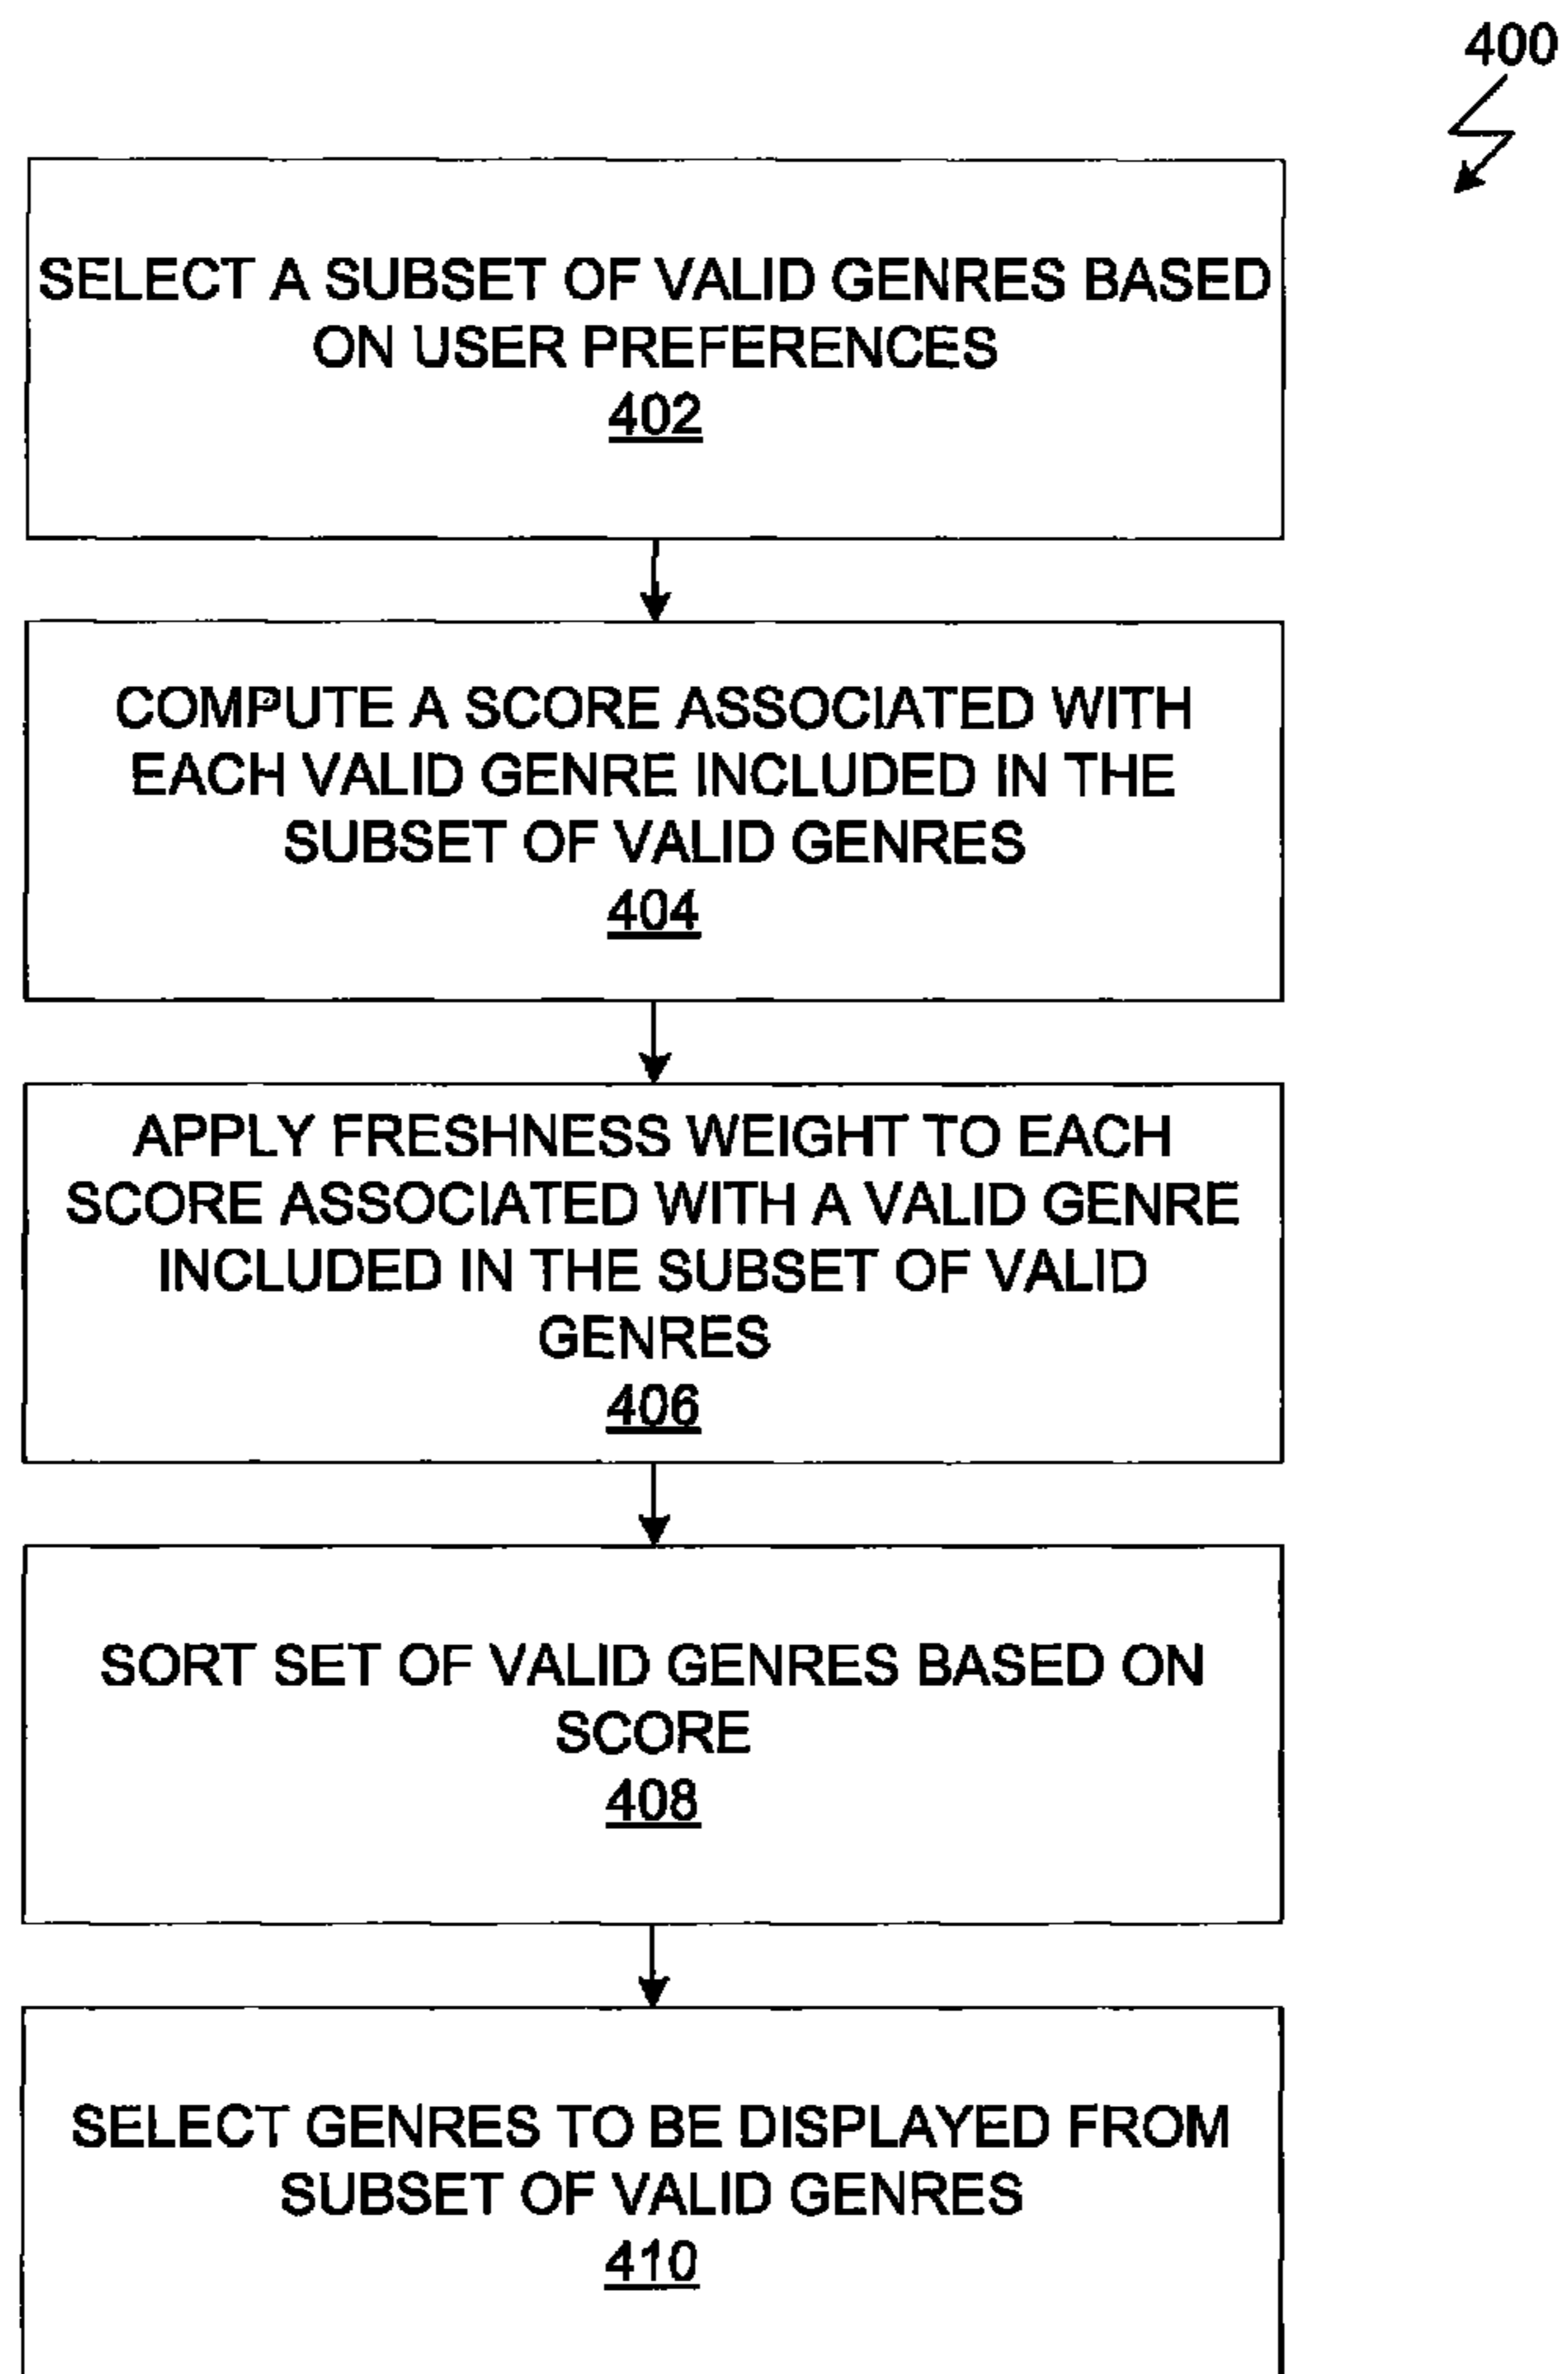 400
SELECT A SUBSET OF VALID GENRES BASED
ON USER PREFERENCES
402
COMPUTE A SCORE ASSOCIATED WITH
EACH VALID GENRE INCLUDED IN THE
SUBSET OF VALID GENRES
404
APPLY FRESHNESS WEIGHT TO EACH
SCORE ASSOCIATED WITH A VALID GENRE
INCLUDED IN THE SUBSET OF VALID
GENRES
406
SORT SET OF VALID GENRES BASED ON
SCORE
408
SELECT GENRES TO BE DISPLAYED FROM
SUBSET OF VALID GENRES
410